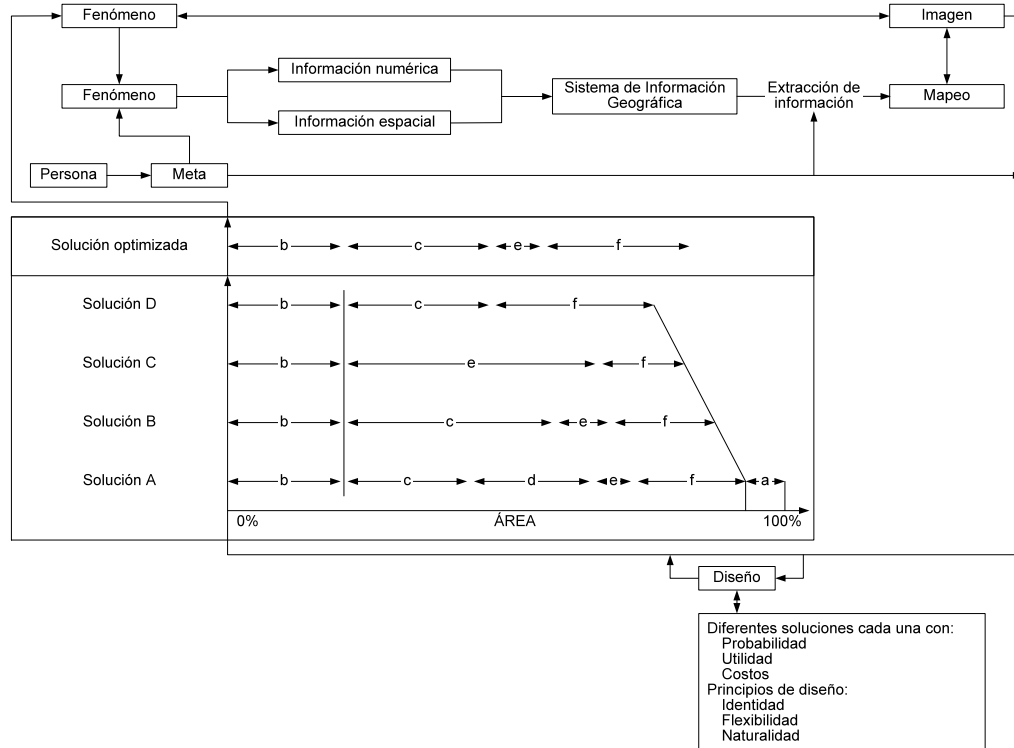 Fenómeno
Imagen
Fenómeno
Información numérica
Información espacial
Sistema de Información
Geográfica
Extracción de
información
Mapeo
Persona
Meta
Solución optimizada
b c e f
Solución D
b c f
Solución C
b e f
Solución B
b c e f
Solución A
b c d e f a
0% ÁREA 100%
Diseño
Diferentes soluciones cada una con:
Probabilidad
Utilidad
Costos
Principios de diseño:
Identidad
Flexibilidad
Naturalidad